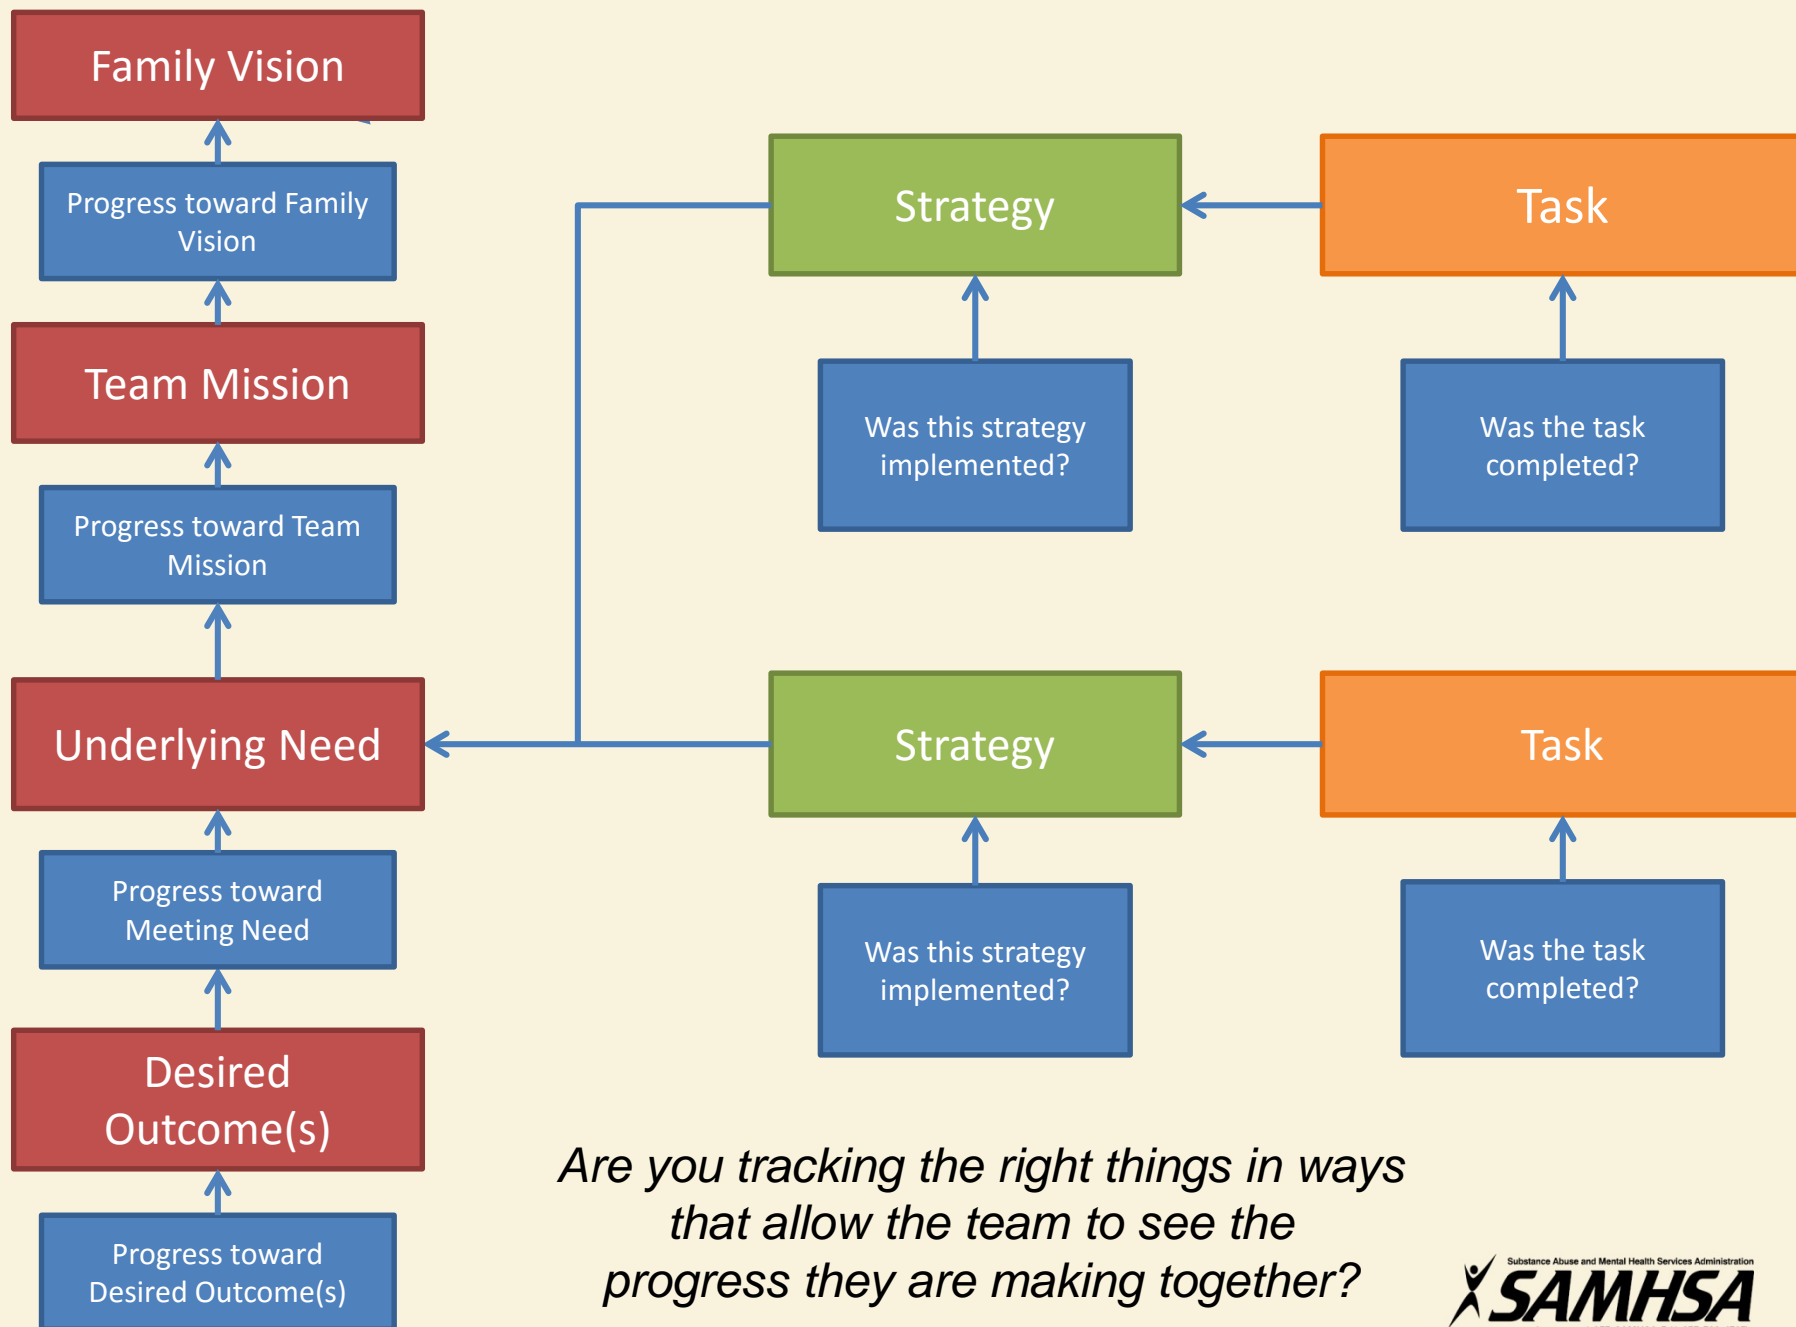 Family Vision
Progress toward Family
Vision
Team Mission
Progress toward Team
Mission
Underlying Need
Progress toward
Meeting Need
Desired
Outcome(s)
Progress toward
Desired Outcome(s)
Strategy
Task
Was this strategy
implemented?
Was the task
completed?
Strategy
Task
Was this strategy
implemented?
Was the task
completed?
Are you tracking the right things in ways
that allow the team to see the
progress they are making together?
Substance Abuse and Mental Health Services Administration
SAMHSA